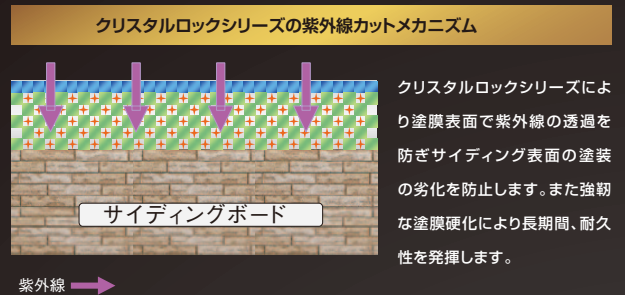 クリスタルロックシリーズの紫外線カットメカニズム
クリスタルロックシリーズによ
り塗膜表面で紫外線の透過を
防ぎサイディング表面の塗装
の劣化を防止します。また強靭
な塗膜硬化により長期間、耐久
性を発揮します。
サイディングボード
紫外線